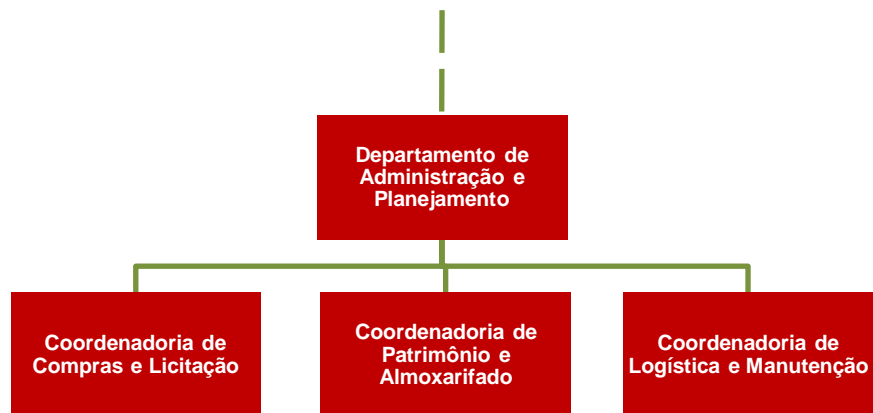 Departamento de
Administração e
Planejamento
Coordenadoria de
Compras e Licitação
Coordenadoria de
Patrimônio e
Almoxarifado
Coordenadoria de
Logística e Manutenção